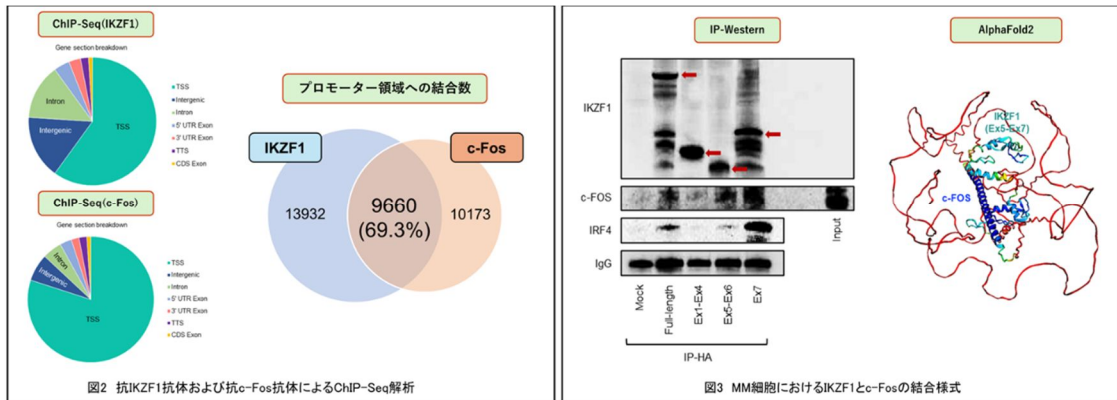 ChIP-Seq(IKZF1)
Gene section breakdown
TSS
Intergenic
Intron
TSS
Intergenic
Intron
5' UTR Exon
3' UTR Exon
TTS
CDS Exon
ChIP-Seq(c-Fos)
Gene section breakdown
TSS
Intergenic
Intron
TSS
Intergenic
Intron
5' UTR Exon
3' UTR Exon
TTS
CDS Exon
プロモーター領域への結合数
IKZF1
c-Fos
13932
9660
(69.3%)
10173
図2 抗IKZF1抗体および抗c-Fos抗体によるChIP-Seq解析
IP-Western
IKZF1
c-FOS
IRF4
IgG
Mock
Full-length
Ex1-Ex4
Ex5-Ex6
Ex7
Input
IP-HA
AlphaFold2
IKZF1
(Ex5-Ex7)
c-FOS
図3 MM細胞におけるIKZF1とc-Fosの結合様式